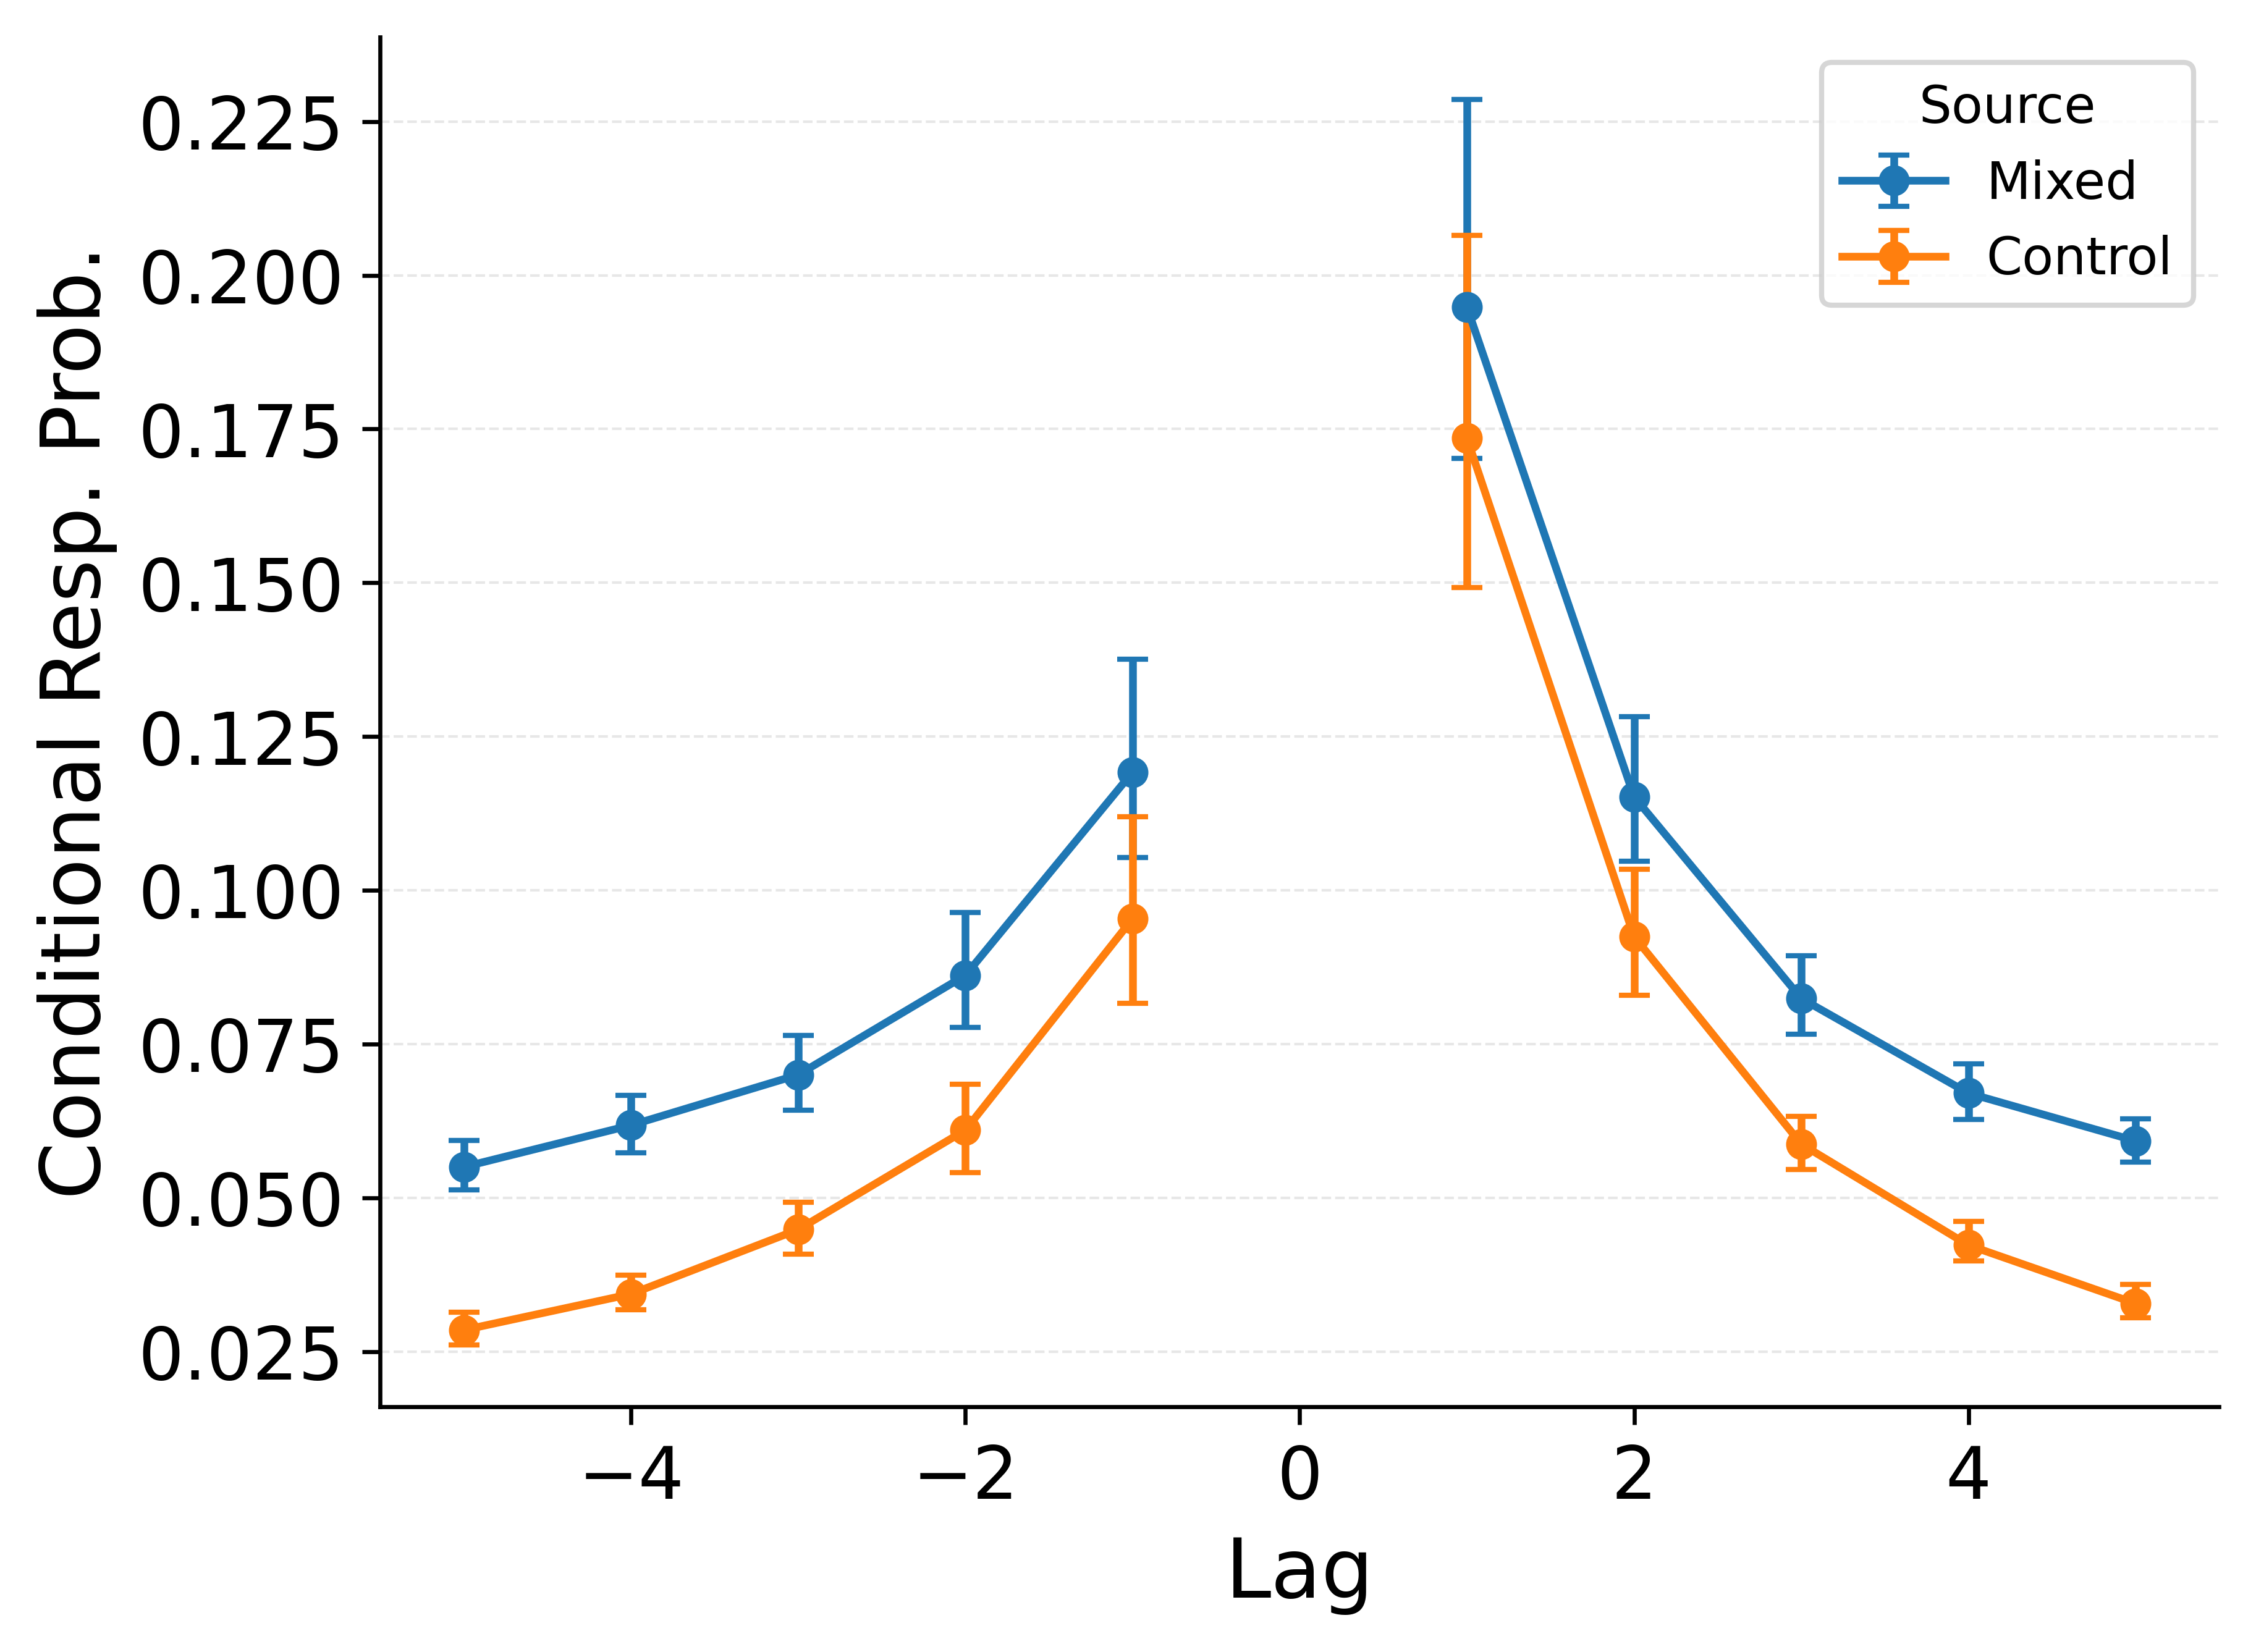 Source
Mixed
Control
0.225
0.200
0.175
0.150
0.125
0.100
0.075
0.050
0.025
Conditional Resp. Prob.
−4 −2 0 2 4
Lag